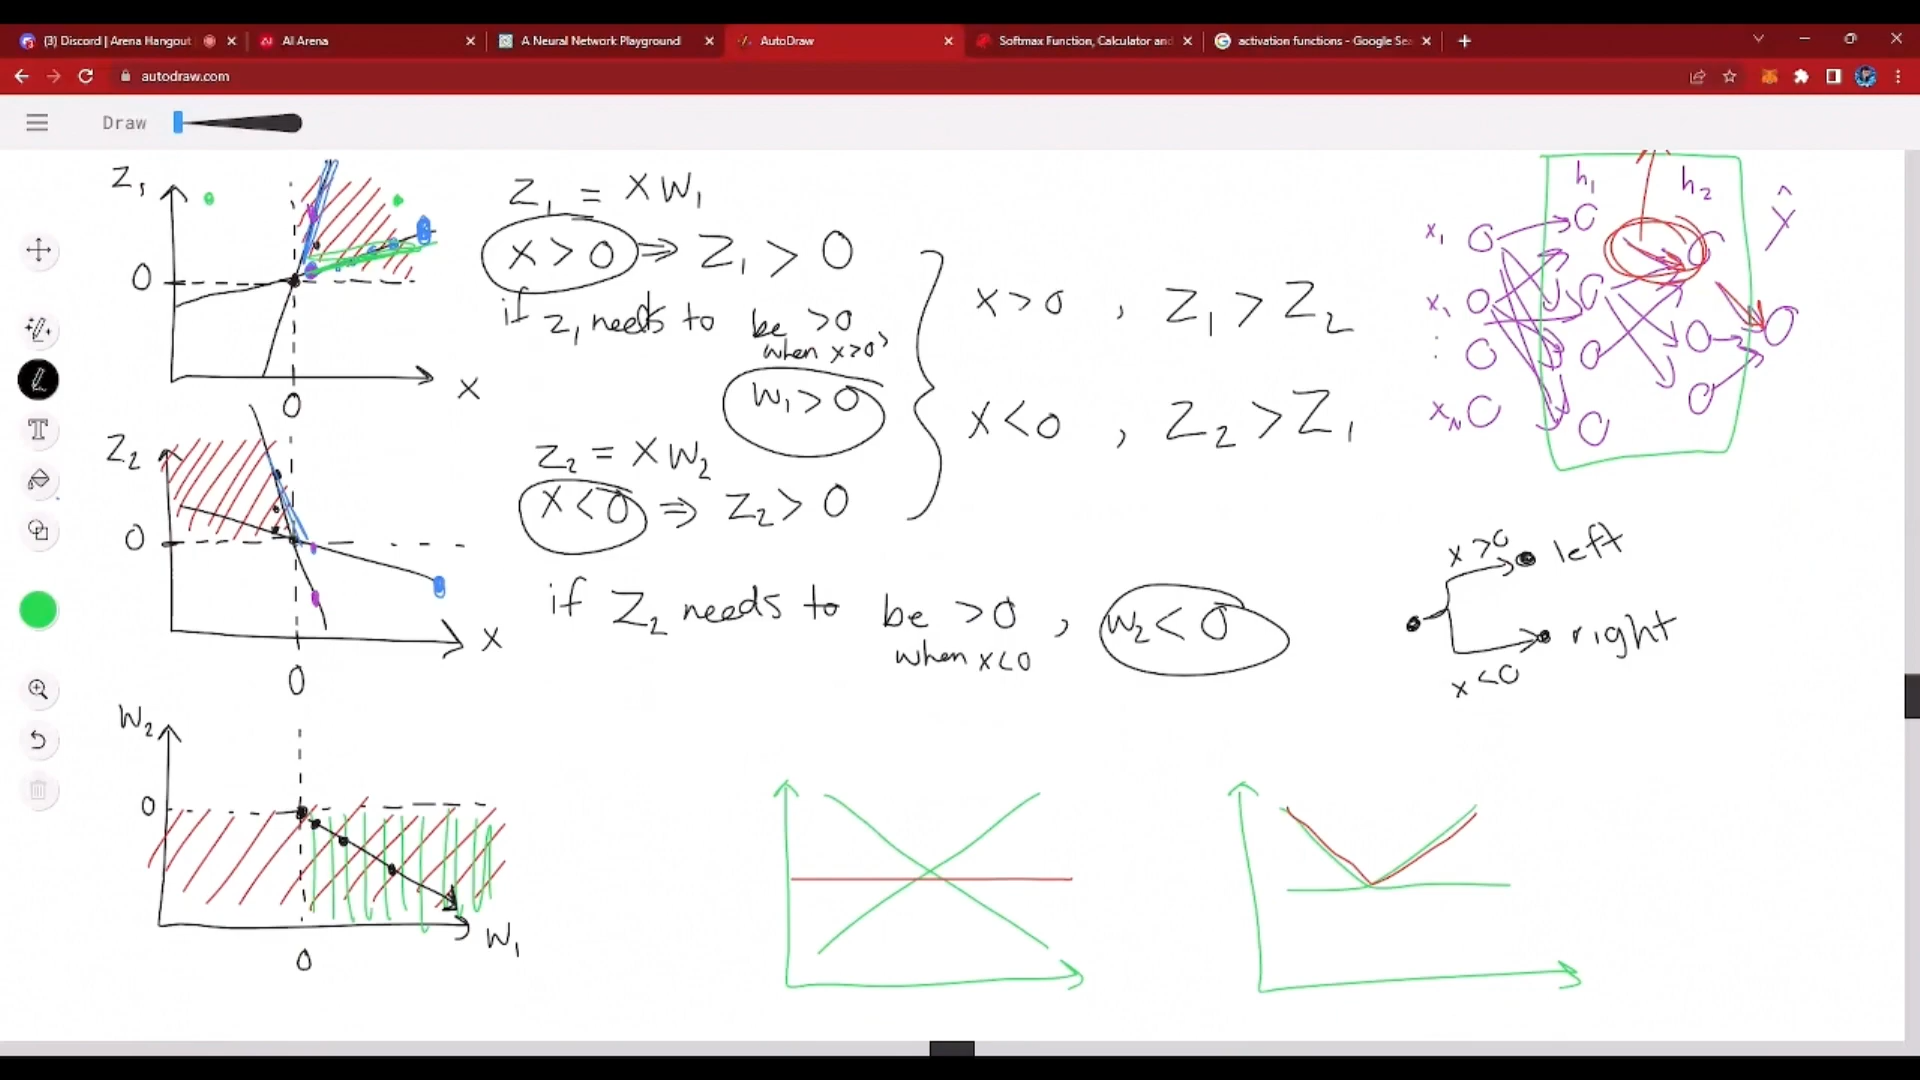 (3) Discord | Arena Hangout
AI Arena
A Neural Network Playground
AutoDraw
Softmax Function, Calculator and
activation functions - Google Se
autodraw.com
Draw
Z₁
0
0
X
Z₁ = XW₁
X > 0 ⇒ Z₁ > 0
if Z₁ needs to be >0,
when x>0
W₁ > 0
Z₂
0
0
X
Z₂ = XW₂
X < 0 ⇒ Z₂ > 0
if Z₂ needs to be >0, W₂ < 0
when x<0
X > 0, Z₁ > Z₂
X < 0, Z₂ > Z₁
h₁
h₂
ŷ
x₁
x₁
⋮
xₙ
x > 0
left
right
x < 0
W₂
0
0
W₁